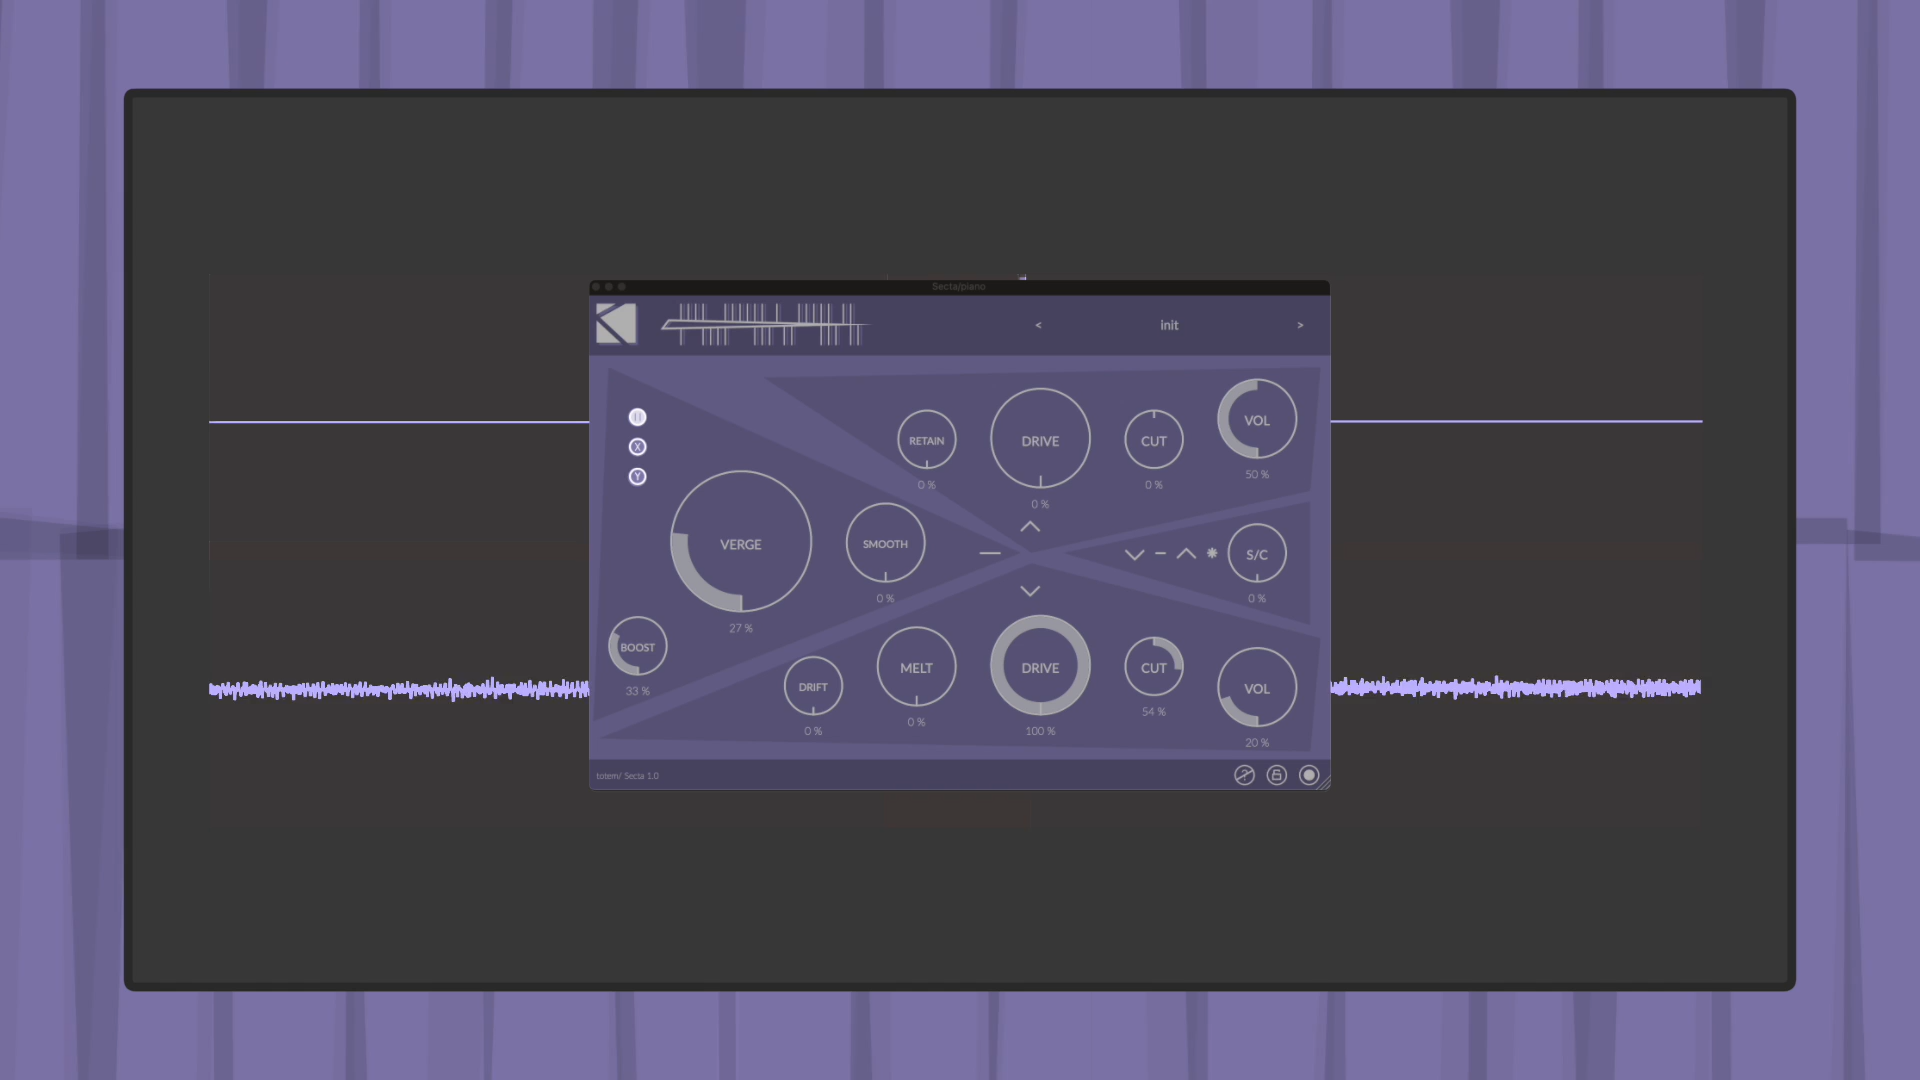 Secta/piano
< init >
VOL
50 %
RETAIN
0 %
DRIVE
0 %
CUT
0 %
X
Y
VERGE
27 %
SMOOTH
0 %
S/C
0 %
BOOST
33 %
DRIFT
0 %
MELT
0 %
DRIVE
100 %
CUT
54 %
VOL
20 %
totem/ Secta 1.0